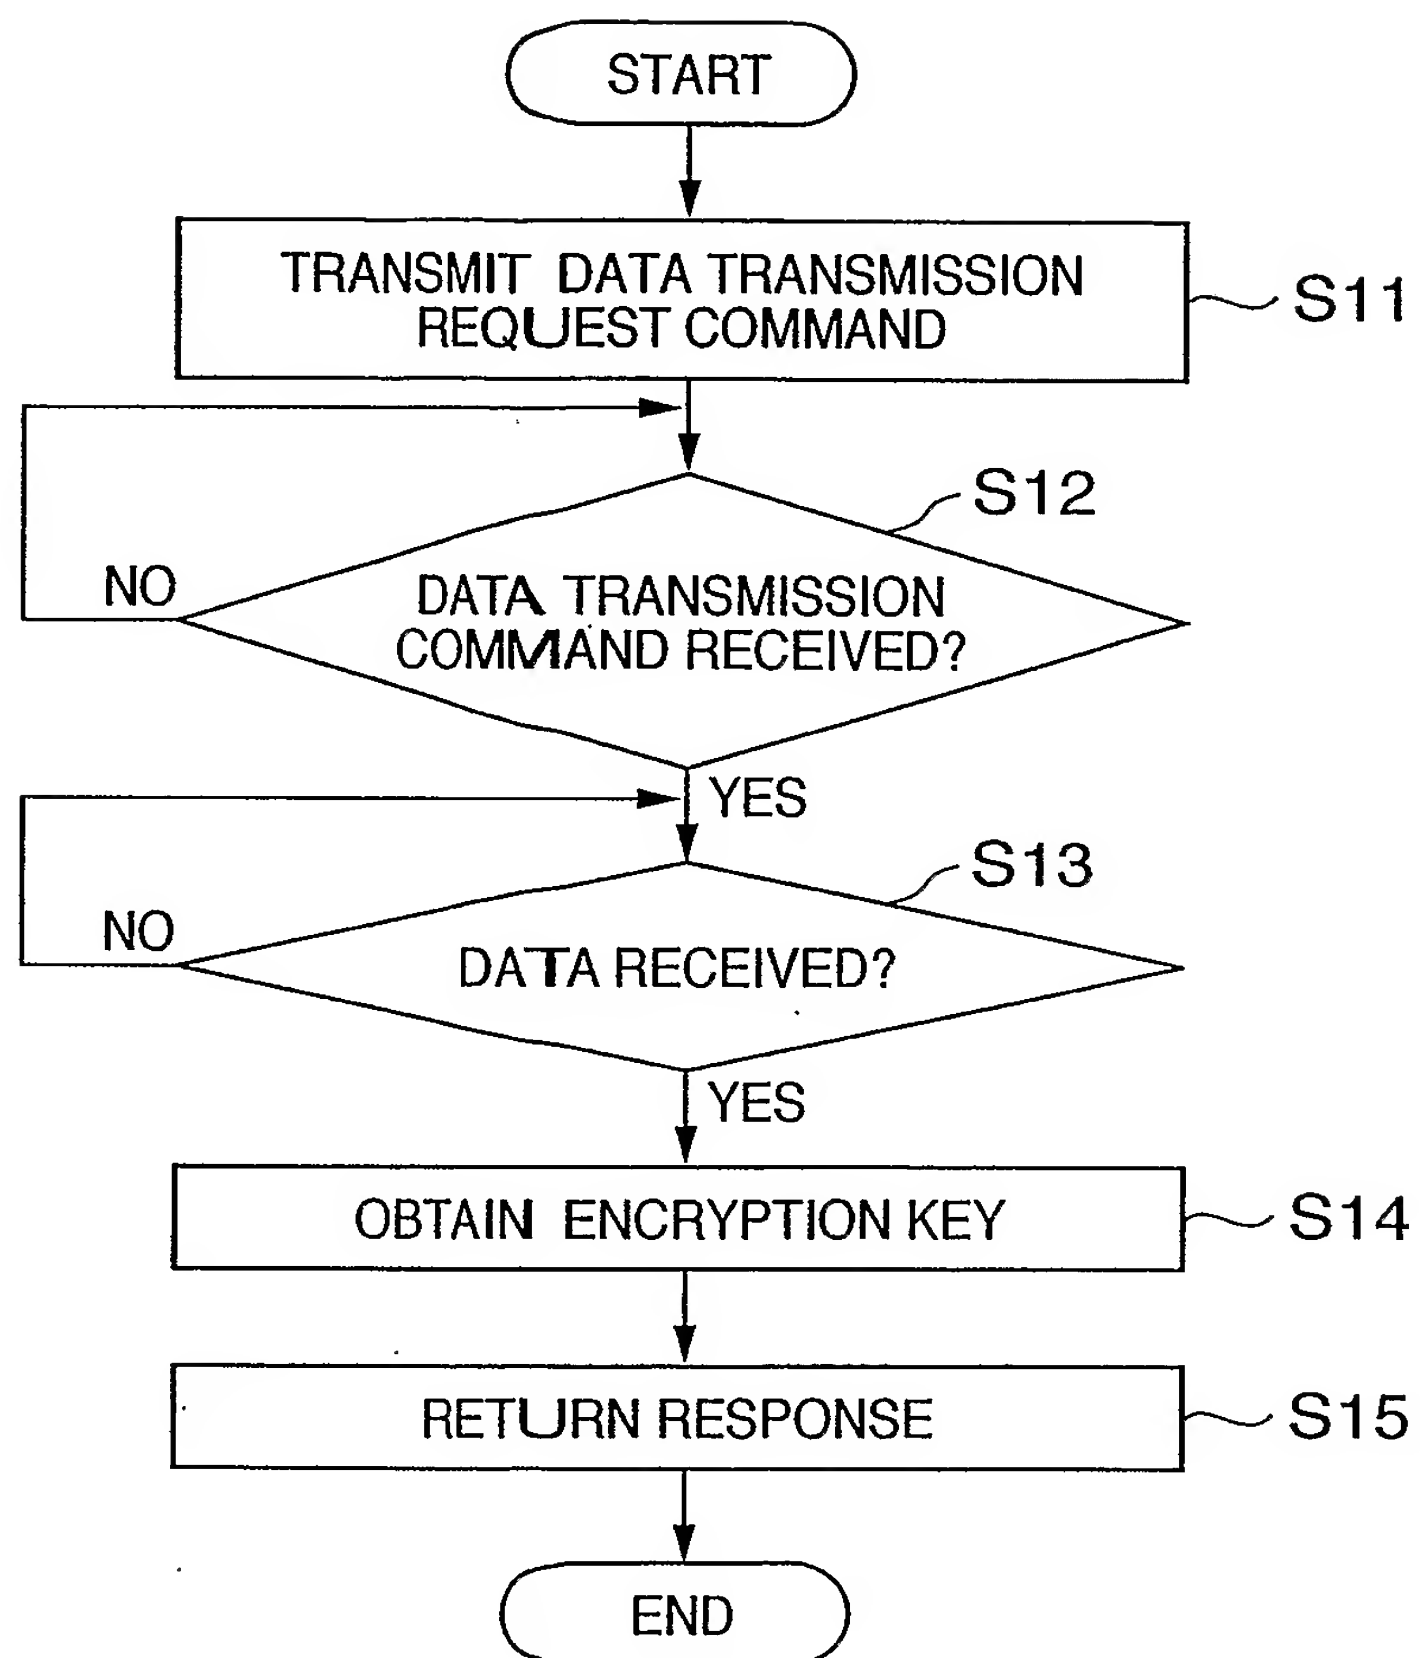 START
TRANSMIT DATA TRANSMISSION
REQUEST COMMAND
S11
S12
NO
DATA TRANSMISSION
COMMAND RECEIVED?
YES
S13
NO
DATA RECEIVED?
YES
OBTAIN ENCRYPTION KEY
S14
RETURN RESPONSE
S15
END